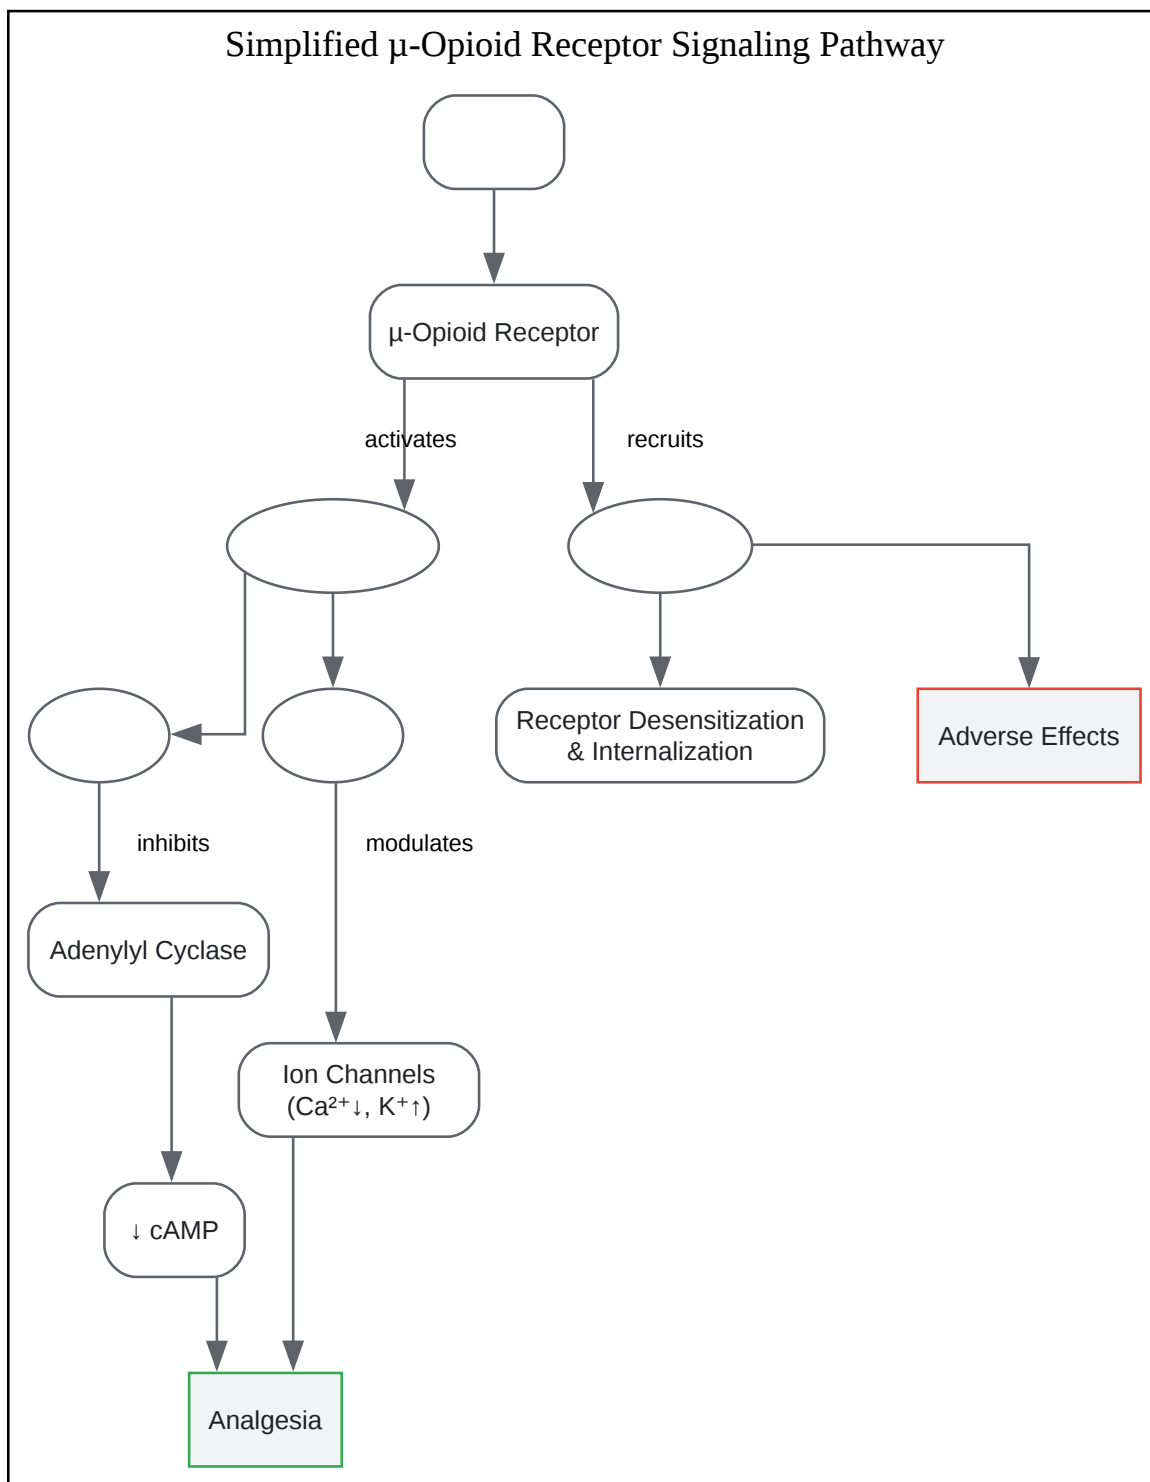 Simplified µ-Opioid Receptor Signaling Pathway
µ-Opioid Receptor
activates
recruits
Receptor Desensitization
& Internalization
Adverse Effects
inhibits
modulates
Adenylyl Cyclase
Ion Channels
(Ca²⁺↓, K⁺↑)
↓ cAMP
Analgesia